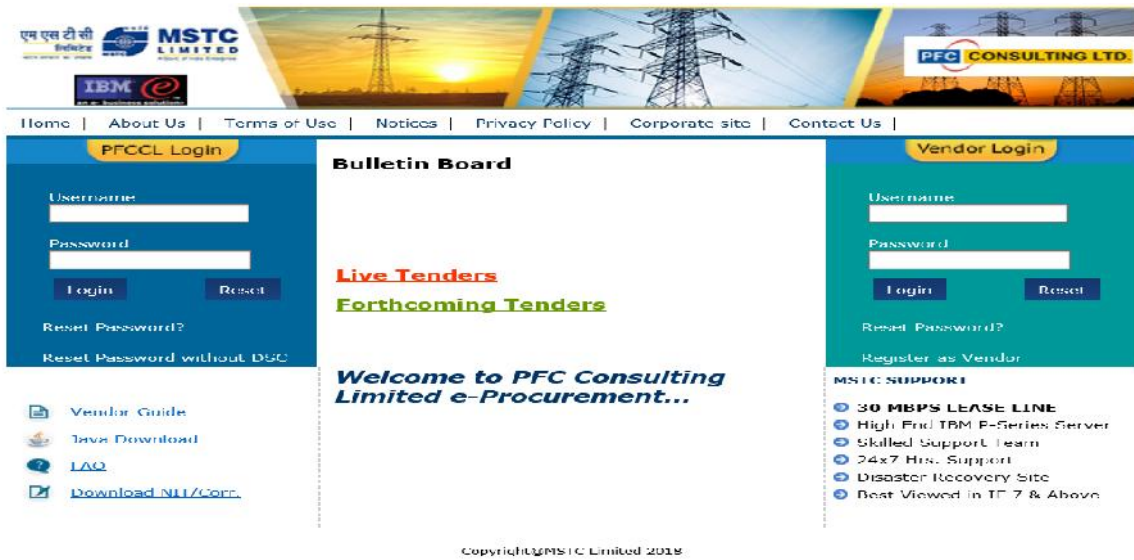 एम एस टी सी
लिमिटेड
MSTC
LIMITED
IBM
an e-business solution
PFC CONSULTING LTD.
Home | About Us | Terms of Use | Notices | Privacy Policy | Corporate site | Contact Us |
PFCCL Login
Username
Password
Login Reset
Reset Password?
Reset Password without DSC
Vendor Guide
Java Download
FAQ
Download NIT/Corr.
Bulletin Board
Live Tenders
Forthcoming Tenders
Welcome to PFC Consulting
Limited e-Procurement...
Vendor Login
Username
Password
Login Reset
Reset Password?
Register as Vendor
MSTC SUPPORT
30 MBPS LEASE LINE
High End IBM P-Series Server
Skilled Support Team
24x7 Hrs. Support
Disaster Recovery Site
Best Viewed in IE 7 & Above
Copyright@MSTC Limited 2018